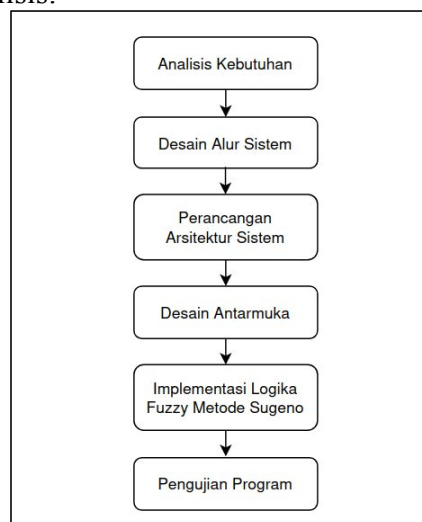 Analisis Kebutuhan
Desain Alur Sistem
Perancangan
Arsitektur Sistem
Desain Antarmuka
Implementasi Logika
Fuzzy Metode Sugeno
Pengujian Program